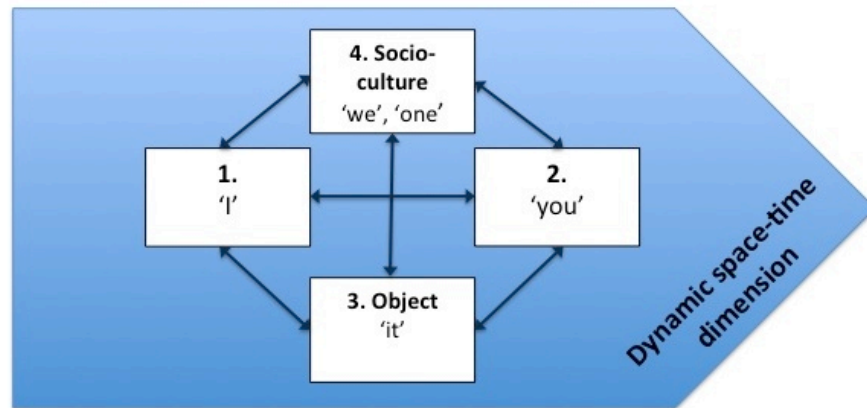 4. Socio-
culture
‘we’, ‘one’
1.
‘I’
2.
‘you’
3. Object
‘it’
Dynamic space-time
dimension